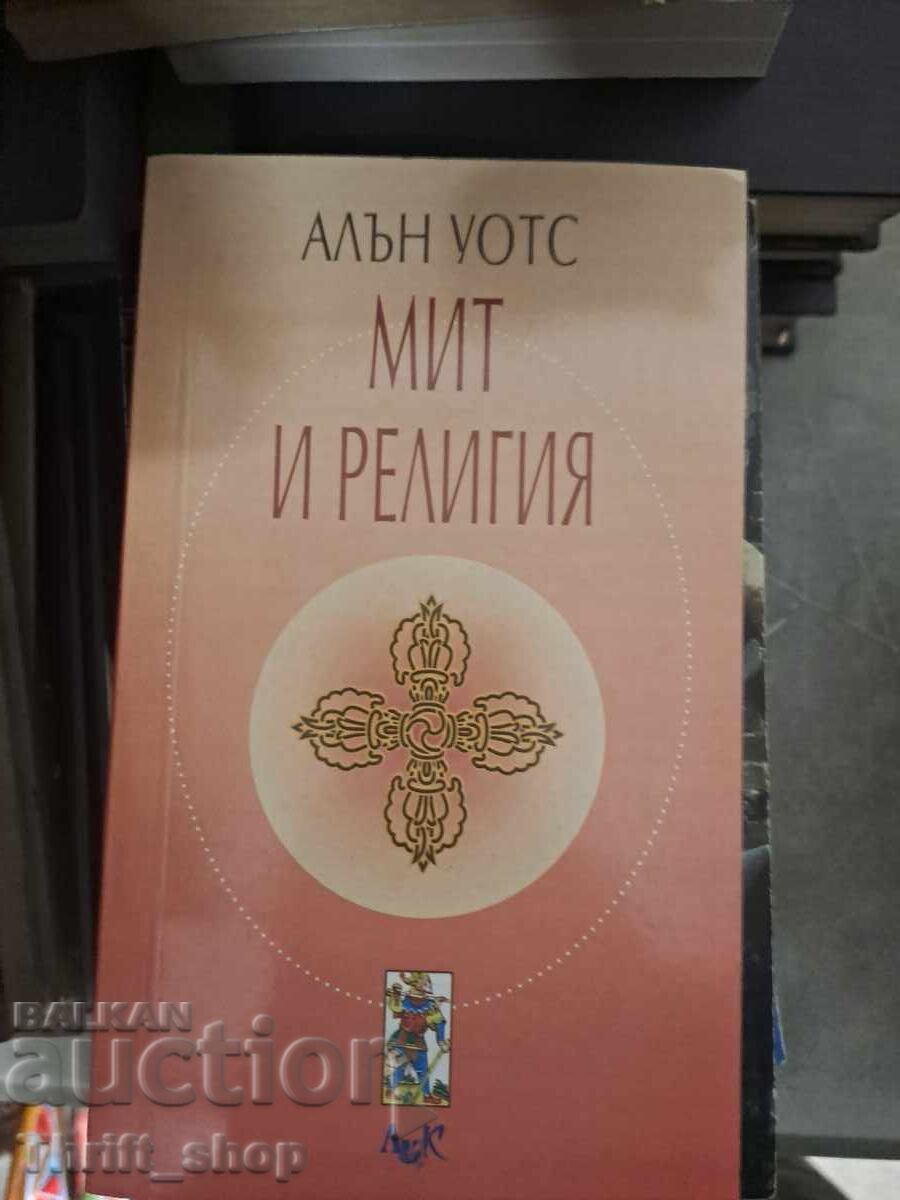 АЛЪН УОТС
МИТ
И РЕЛИГИЯ
BALKAN
auction
Thrift_shop